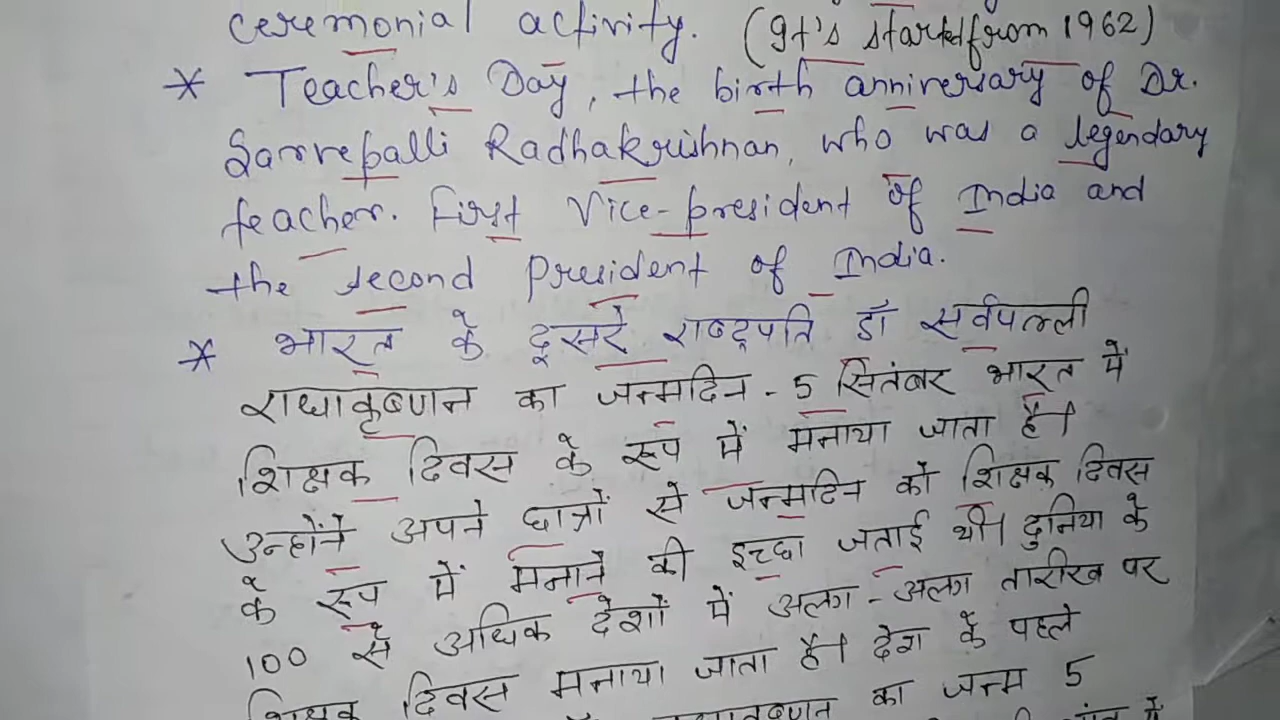 ceremonial activity. (It's started from 1962)
* Teacher's Day, the birth anniversary of Dr.
Sarvepalli Radhakrishnan, who was a legendary
teacher. First Vice-president of India and
the second President of India.
* भारत के दूसरे राष्ट्रपति डॉ सर्वपल्ली
राधाकृष्णन का जन्मदिन - 5 सितंबर भारत में
शिक्षक दिवस के रूप में मनाया जाता है।
उन्होंने अपने छात्रों से जन्मदिन को शिक्षक दिवस
के रूप में मनाने की इच्छा जताई थी। दुनिया के
100 से अधिक देशों में अलग-अलग तारीख पर
शिक्षक दिवस मनाया जाता है। देश के पहले
का जन्म 5